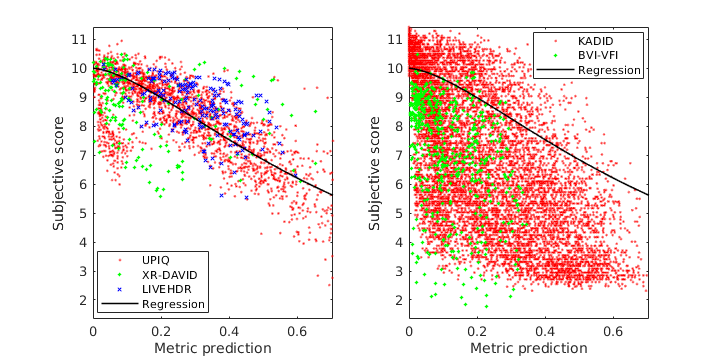 Subjective score
11
10
9
8
7
6
5
4
3
2
0
0.2
0.4
0.6
Metric prediction
UPIQ
XR-DAVID
LIVEHDR
Regression
Subjective score
11
10
9
8
7
6
5
4
3
2
0
0.2
0.4
0.6
Metric prediction
KADID
BVI-VFI
Regression